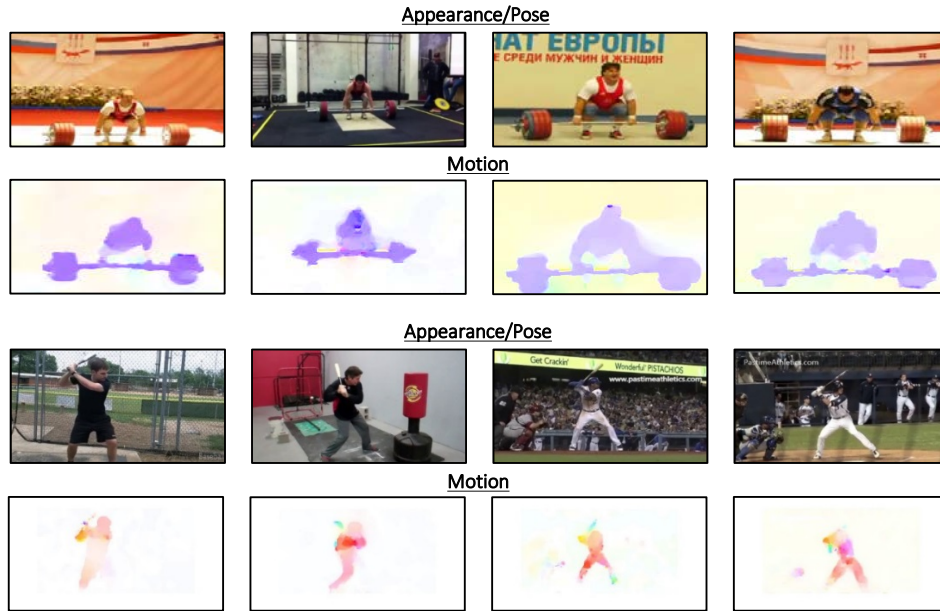 Appearance/Pose
НАТ ЕВРОПЫ
Е СРЕДИ МУЖЧИН И ЖЕНЩИН
Motion
Appearance/Pose
Get Crackin'
Wonderful PISTACHIOS
www.pastimeathletics.com
PastimeAthletics.com
Motion